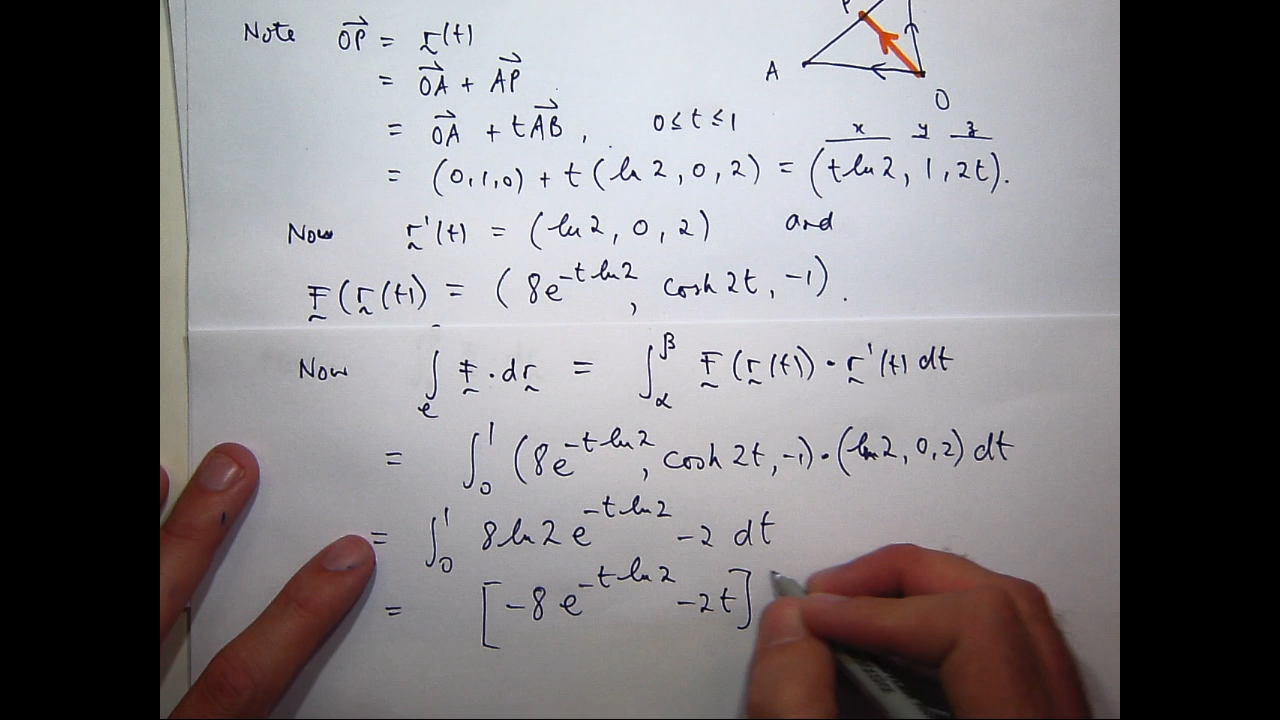 Note OP→ = r̰(t)
= OA→ + AP→
= OA→ + tAB→, 0≤t≤1
= (0,1,0) + t(ln 2, 0, 2) = (t ln 2, 1, 2t).
x y z
A O
Now r̰'(t) = (ln 2, 0, 2) and
F̰(r̰(t)) = (8e^{-t ln 2}, cosh 2t, -1).
Now ∫_C F̰ · dr̰ = ∫_α^β F̰(r̰(t)) · r̰'(t) dt
= ∫_0^1 (8e^{-t ln 2}, cosh 2t, -1) · (ln 2, 0, 2) dt
= ∫_0^1 8 ln 2 e^{-t ln 2} - 2 dt
= [-8 e^{-t ln 2} - 2t]